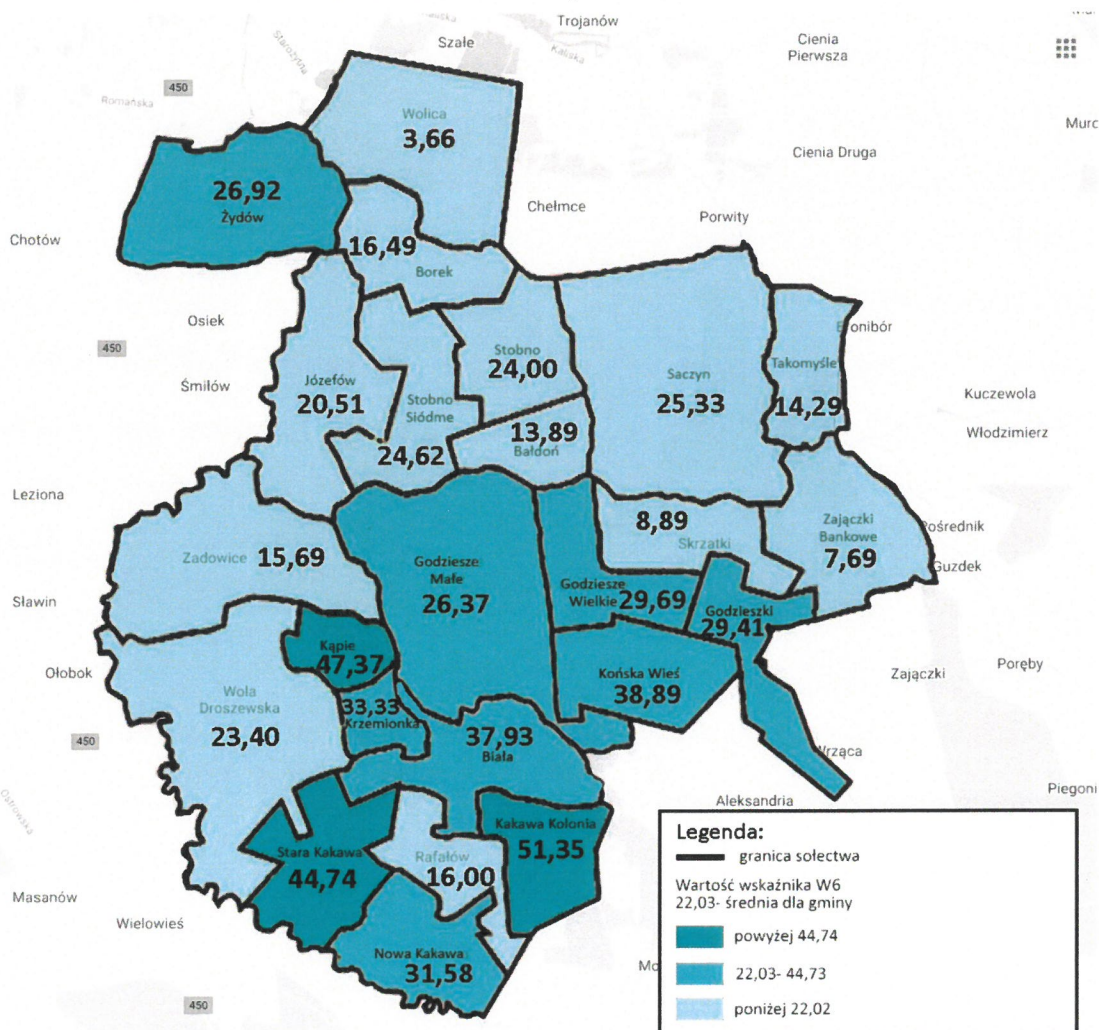 Trojanów
Szałe
Kaliska
Cienia
Pierwsza
Starożytna
450
Romańska
Wolica
3,66
Murc
Cienia Druga
26,92
Żydów
Chełmce
Porwity
Chotów
16,49
Borek
Osiek
450
Śmiłów
Stobno
24,00
Takomyśle
14,29
Józefów
20,51
Saczyn
25,33
Stobno
Siódme
24,62
Kuczewola
Włodzimierz
13,89
Bałdoń
Leziona
8,89
Skrzatki
Zajączki
Bankowe
7,69
Pośrednik
Guzdek
Zadowice
15,69
Godziesze
Małe
26,37
Godziesze
Wielkie
29,69
Godzieszki
29,41
Sławin
Kąpie
47,37
Ołobok
Końska Wieś
38,89
Zajączki
Poręby
Wola
Droszewska
23,40
33,33
Krzemionka
450
37,93
Biała
Wrząca
Ostrowska
Aleksandria
Piegoni
Kakawa Kolonia
51,35
Stara Kakawa
44,74
Rafałów
16,00
Masanów
Wielowieś
Nowa Kakawa
31,58
Mo
450
Legenda:
granica sołectwa
Wartość wskaźnika W6
22,03- średnia dla gminy
powyżej 44,74
22,03- 44,73
poniżej 22,02